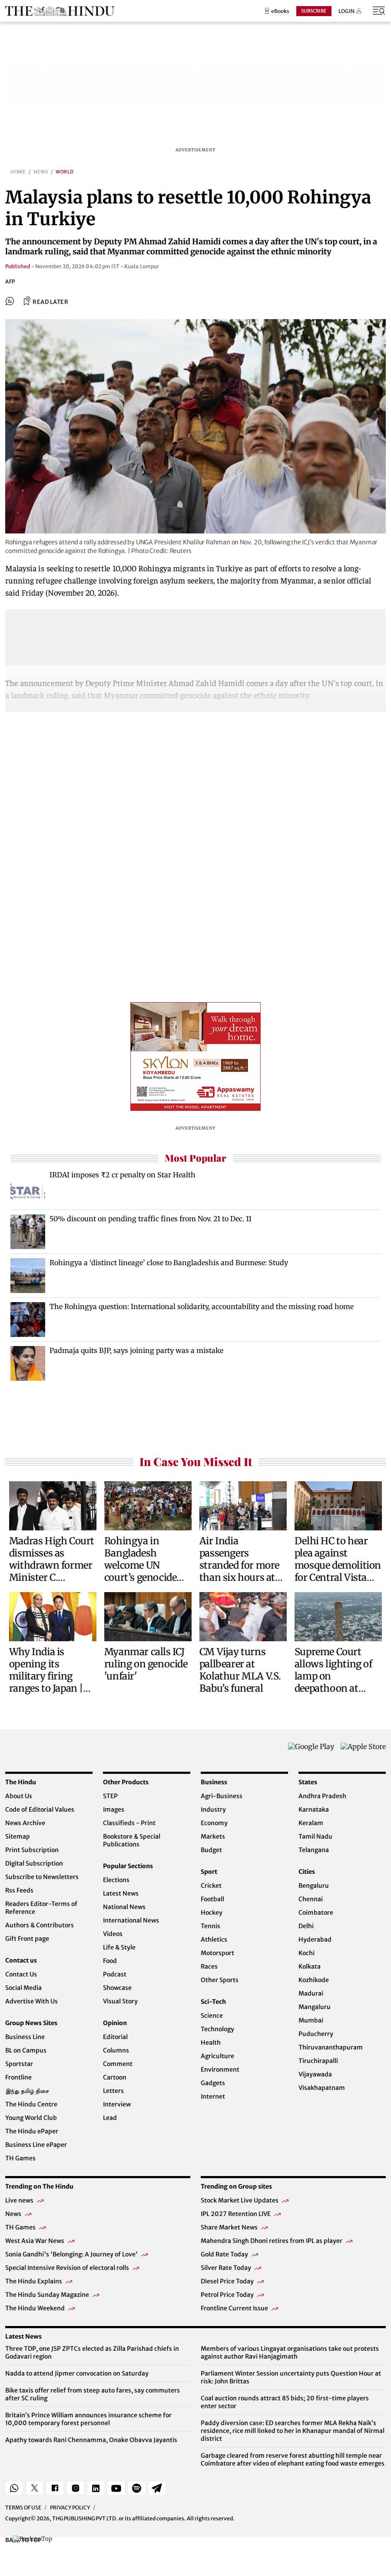 THE HINDU
eBooks
SUBSCRIBE
LOGIN
ADVERTISEMENT
HOME / NEWS / WORLD
Malaysia plans to resettle 10,000 Rohingya
in Turkiye
The announcement by Deputy PM Ahmad Zahid Hamidi comes a day after the UN's top court, in a
landmark ruling, said that Myanmar committed genocide against the ethnic minority
Published - November 20, 2026 04:02 pm IST - Kuala Lumpur
AFP
READ LATER
Rohingya refugees attend a rally addressed by UNGA President Khalilur Rahman on Nov. 20, following the ICJ's verdict that Myanmar
committed genocide against the Rohingya. | Photo Credit: Reuters
Malaysia is seeking to resettle 10,000 Rohingya migrants in Turkiye as part of efforts to resolve a long-
running refugee challenge involving foreign asylum seekers, the majority from Myanmar, a senior official
said Friday (November 20, 2026).
The announcement by Deputy Prime Minister Ahmad Zahid Hamidi comes a day after the UN's top court, in
a landmark ruling, said that Myanmar committed genocide against the ethnic minority.
Walk through
your dream
home.
SKYLON
KOYAMBEDU
3 & 4 BHKs
1969 to
2887 sq.ft.
Appaswamy
VISIT THE MODEL APARTMENT
ADVERTISEMENT
Most Popular
IRDAI imposes ₹2 cr penalty on Star Health
STAR
50% discount on pending traffic fines from Nov. 21 to Dec. 11
Rohingya a 'distinct lineage' close to Bangladeshis and Burmese: Study
The Rohingya question: International solidarity, accountability and the missing road home
Padmaja quits BJP, says joining party was a mistake
In Case You Missed It
Madras High Court
dismisses as
withdrawn former
Minister C....
Rohingya in
Bangladesh
welcome UN
court's genocide...
Air India
passengers
stranded for more
than six hours at...
Delhi HC to hear
plea against
mosque demolition
for Central Vista...
Why India is
opening its
military firing
ranges to Japan |...
Myanmar calls ICJ
ruling on genocide
'unfair'
CM Vijay turns
pallbearer at
Kolathur MLA V.S.
Babu's funeral
Supreme Court
allows lighting of
lamp on
deepathoon at...
Google Play
Apple Store
The Hindu
About Us
Code of Editorial Values
News Archive
Sitemap
Print Subscription
Digital Subscription
Subscribe to Newsletters
Rss Feeds
Readers Editor-Terms of
Reference
Authors & Contributors
Gift Front page
Contact us
Contact Us
Social Media
Advertise With Us
Group News Sites
Business Line
BL on Campus
Sportstar
Frontline
இந்து தமிழ் திசை
The Hindu Centre
Young World Club
The Hindu ePaper
Business Line ePaper
TH Games
Other Products
STEP
Images
Classifieds - Print
Bookstore & Special
Publications
Popular Sections
Elections
Latest News
National News
International News
Videos
Life & Style
Food
Podcast
Showcase
Visual Story
Opinion
Editorial
Columns
Comment
Cartoon
Letters
Interview
Lead
Business
Agri-Business
Industry
Economy
Markets
Budget
Sport
Cricket
Football
Hockey
Tennis
Athletics
Motorsport
Races
Other Sports
Sci-Tech
Science
Technology
Health
Agriculture
Environment
Gadgets
Internet
States
Andhra Pradesh
Karnataka
Keralam
Tamil Nadu
Telangana
Cities
Bengaluru
Chennai
Coimbatore
Delhi
Hyderabad
Kochi
Kolkata
Kozhikode
Madurai
Mangaluru
Mumbai
Puducherry
Thiruvananthapuram
Tiruchirapalli
Vijayawada
Visakhapatnam
Trending on The Hindu
Live news
News
TH Games
West Asia War News
Sonia Gandhi's 'Belonging: A Journey of Love'
Special Intensive Revision of electoral rolls
The Hindu Explains
The Hindu Sunday Magazine
The Hindu Weekend
Trending on Group sites
Stock Market Live Updates
IPL 2027 Retention LIVE
Share Market News
Mahendra Singh Dhoni retires from IPL as player
Gold Rate Today
Silver Rate Today
Diesel Price Today
Petrol Price Today
Frontline Current Issue
Latest News
Three TDP, one JSP ZPTCs elected as Zilla Parishad chiefs in
Godavari region
Nadda to attend Jipmer convocation on Saturday
Bike taxis offer relief from steep auto fares, say commuters
after SC ruling
Britain's Prince William announces insurance scheme for
10,000 temporary forest personnel
Apathy towards Rani Chennamma, Onake Obavva Jayantis
Members of various Lingayat organisations take out protests
against author Ravi Hanjagimath
Parliament Winter Session uncertainty puts Question Hour at
risk: John Brittas
Coal auction rounds attract 85 bids; 20 first-time players
enter sector
Paddy diversion case: ED searches former MLA Rekha Naik's
residence, rice mill linked to her in Khanapur mandal of Nirmal
district
Garbage cleared from reserve forest abutting hill temple near
Coimbatore after video of elephant eating food waste emerges
TERMS OF USE / PRIVACY POLICY /
Copyright© 2026, THG PUBLISHING PVT LTD. or its affiliated companies. All rights reserved.
BACK TO TOP
Back to Top